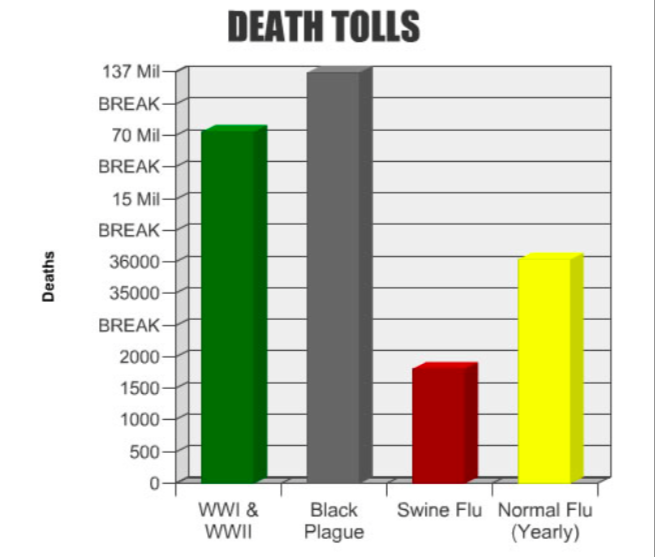 DEATH TOLLS
137 Mil
BREAK
70 Mil
BREAK
15 Mil
BREAK
36000
35000
BREAK
2000
1500
1000
500
0
Deaths
WWI &
WWII
Black
Plague
Swine Flu
Normal Flu
(Yearly)